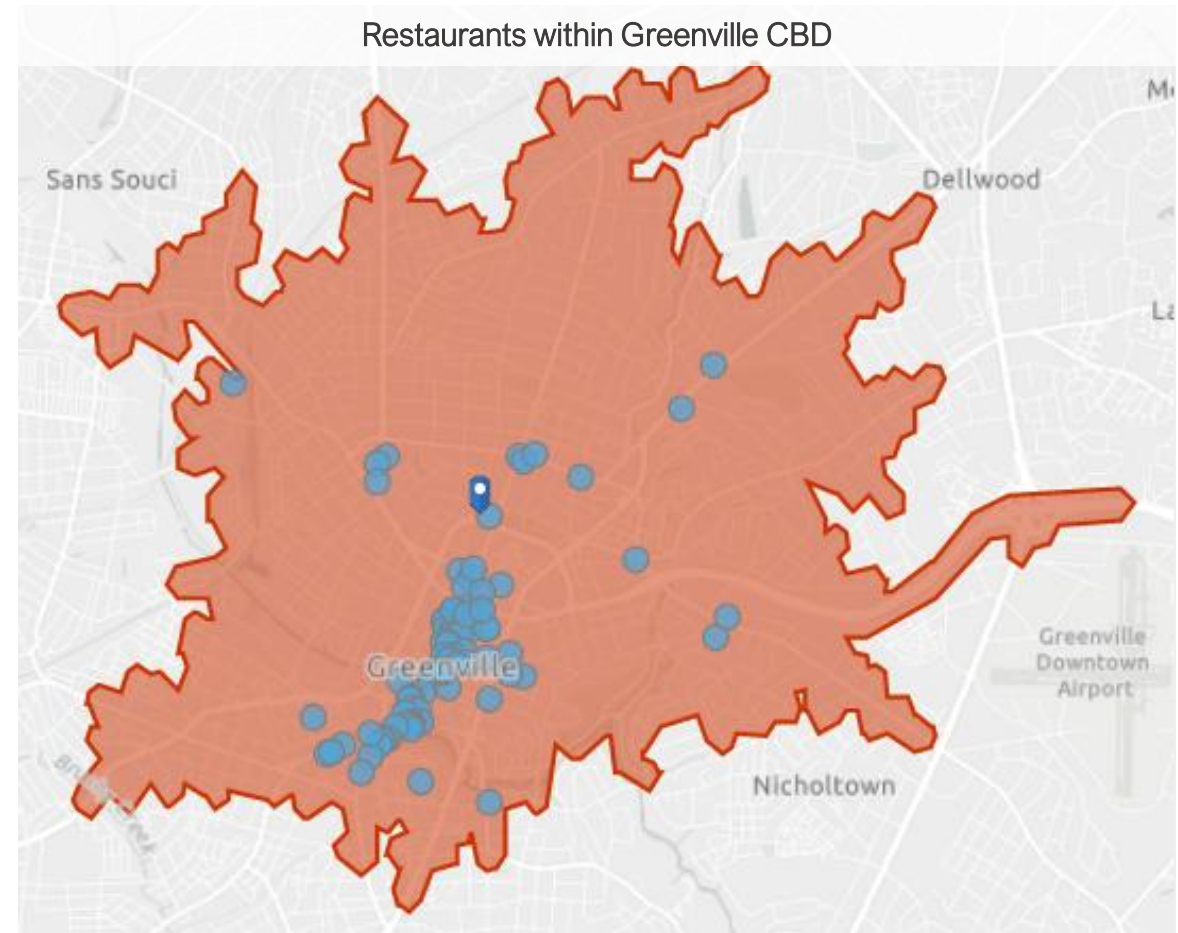 Restaurants within Greenville CBD
Sans Souci
Dellwood
Greenville
Greenville
Downtown
Airport
Nicholtown